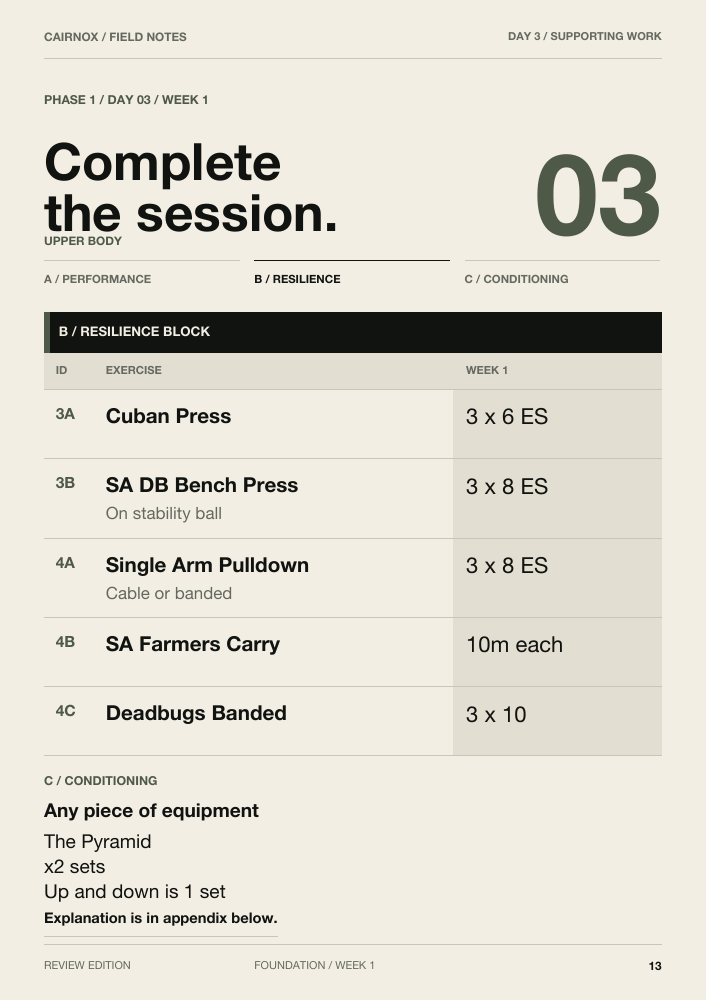 CAIRNOX / FIELD NOTES
DAY 3 / SUPPORTING WORK
PHASE 1 / DAY 03 / WEEK 1
Complete
the session.
03
UPPER BODY
A / PERFORMANCE
B / RESILIENCE
C / CONDITIONING
B / RESILIENCE BLOCK
ID EXERCISE WEEK 1
3A Cuban Press 3 x 6 ES
3B SA DB Bench Press 3 x 8 ES
On stability ball
4A Single Arm Pulldown 3 x 8 ES
Cable or banded
4B SA Farmers Carry 10m each
4C Deadbugs Banded 3 x 10
C / CONDITIONING
Any piece of equipment
The Pyramid
x2 sets
Up and down is 1 set
Explanation is in appendix below.
REVIEW EDITION
FOUNDATION / WEEK 1
13